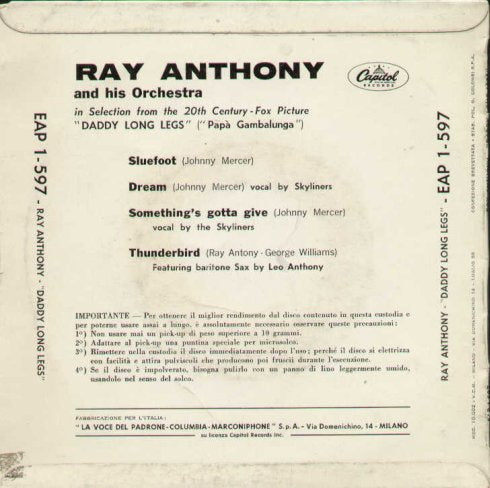 RAY ANTHONY
and his Orchestra
in Selection from the 20th Century-Fox Picture
"DADDY LONG LEGS" ("Papà Gambalunga")
Capitol
RECORDS
Sluefoot (Johnny Mercer)
Dream (Johnny Mercer) vocal by Skyliners
Something's gotta give (Johnny Mercer)
vocal by the Skyliners
Thunderbird (Ray Antony - George Williams)
Featuring baritone Sax by Leo Anthony
IMPORTANTE — Per ottenere il miglior rendimento dal disco contenuto in questa custodia e
per poterne usare assai a lungo, è assolutamente necessario osservare queste precauzioni:
1°) Non usare mai un pick-up di peso superiore a 10 grammi.
2°) Adattare al pick-up una puntina speciale per microsolco.
3°) Rimettere nella custodia il disco immediatamente dopo l'uso; perché il disco si elettrizza
con facilità e attira pulviscoli che producono poi fruscii durante l'esecuzione.
4°) Se il disco è impolverato, bisogna pulirlo con un panno di lino leggermente umido,
usandolo nel senso del solco.
FABBRICAZIONE PER L'ITALIA:
"LA VOCE DEL PADRONE-COLUMBIA-MARCONIPHONE" S.p.A. - Via Domenichino, 14 - MILANO
su licenza Capitol Records Inc.
EAP 1-597 - RAY ANTHONY - "DADDY LONG LEGS"
RAY ANTHONY - "DADDY LONG LEGS" - EAP 1-597